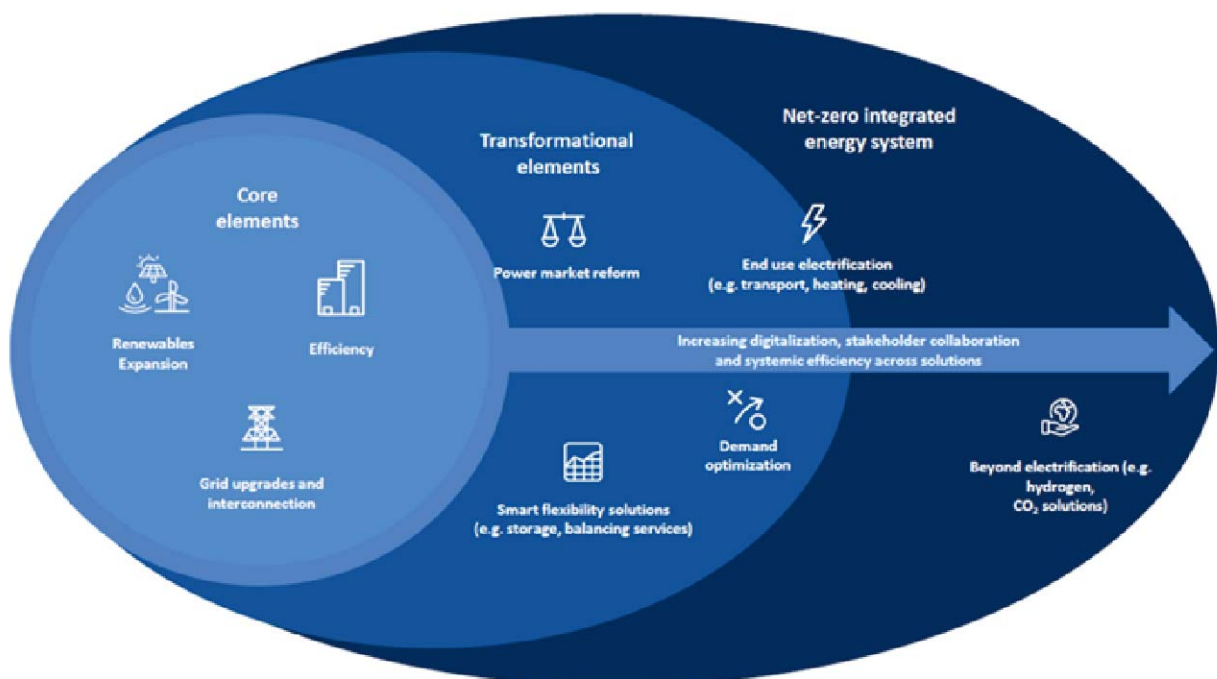 Net-zero integrated
energy system
Transformational
elements
Core
elements
Power market reform
End use electrification
(e.g. transport, heating, cooling)
Renewables
Expansion
Efficiency
Increasing digitalization, stakeholder collaboration
and systemic efficiency across solutions
Grid upgrades and
interconnection
Smart flexibility solutions
(e.g. storage, balancing services)
Demand
optimization
Beyond electrification (e.g.
hydrogen,
CO₂ solutions)